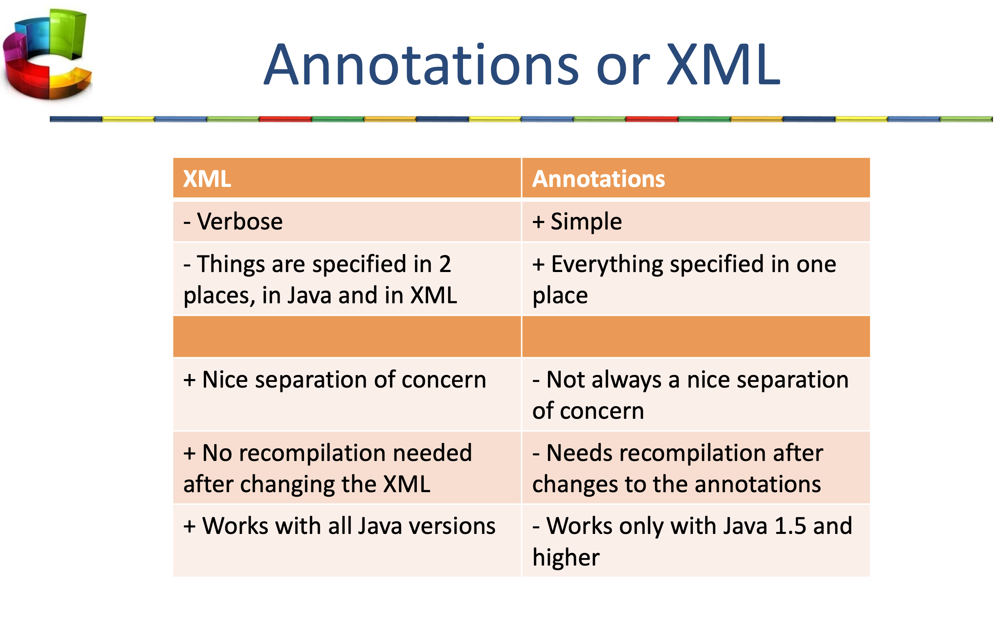 Annotations or XML
XML
Annotations
- Verbose
+ Simple
- Things are specified in 2
places, in Java and in XML
+ Everything specified in one
place
+ Nice separation of concern
- Not always a nice separation
of concern
+ No recompilation needed
after changing the XML
- Needs recompilation after
changes to the annotations
+ Works with all Java versions
- Works only with Java 1.5 and
higher